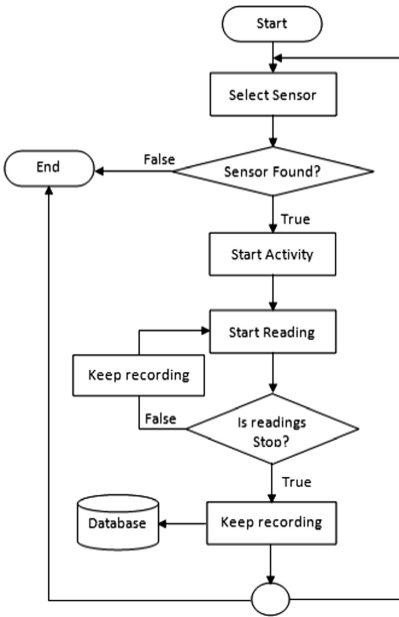 Start
Select Sensor
False
End
Sensor Found?
True
Start Activity
Start Reading
Keep recording
False
Is readings
Stop?
True
Database
Keep recording